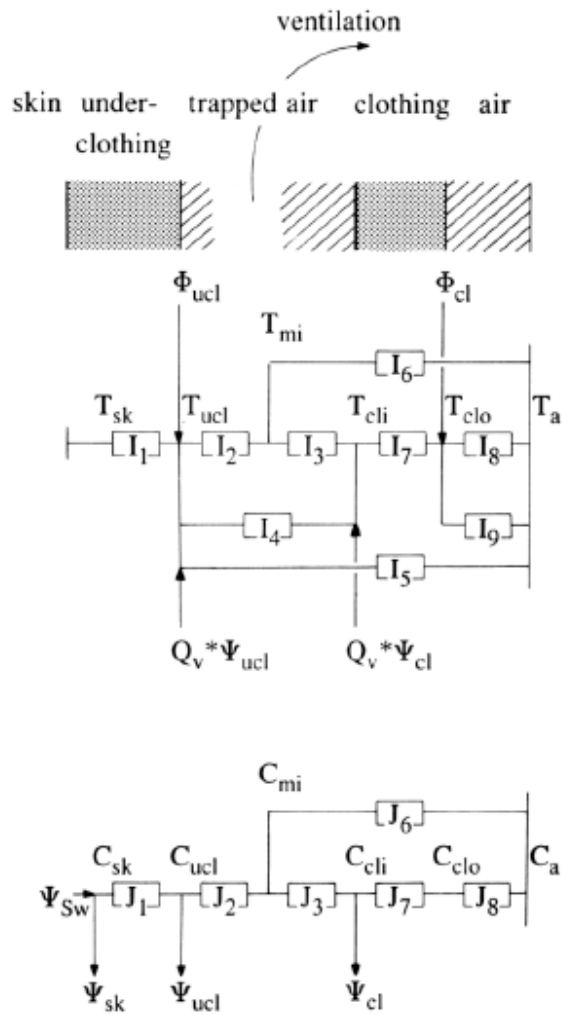 ventilation
skin under- trapped air clothing air
clothing
Φucl Φcl
Tmi
I6
Tsk Tucl Tcli Tclo Ta
I1 I2 I3 I7 I8
I4 I9
I5
Qv*Ψucl Qv*Ψcl
Cmi
J6
Csk Cucl Ccli Cclo Ca
ΨSw J1 J2 J3 J7 J8
Ψsk Ψucl Ψcl